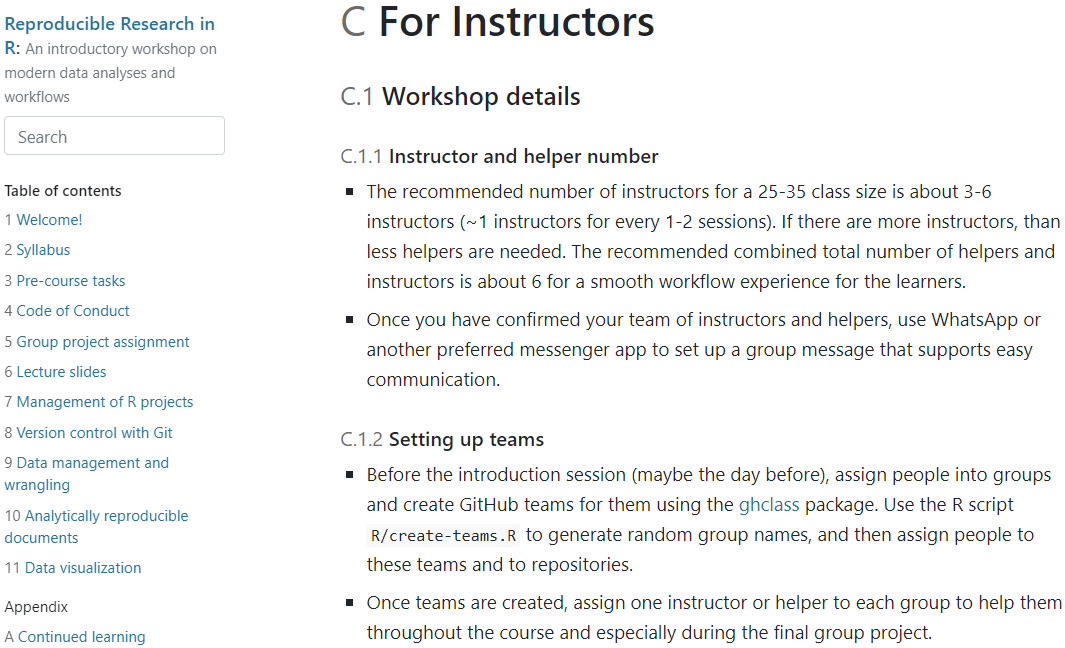 Reproducible Research in
R: An introductory workshop on
modern data analyses and
workflows
Search
Table of contents
1 Welcome!
2 Syllabus
3 Pre-course tasks
4 Code of Conduct
5 Group project assignment
6 Lecture slides
7 Management of R projects
8 Version control with Git
9 Data management and
wrangling
10 Analytically reproducible
documents
11 Data visualization
Appendix
A Continued learning
C For Instructors
C.1 Workshop details
C.1.1 Instructor and helper number
▪ The recommended number of instructors for a 25-35 class size is about 3-6
instructors (~1 instructors for every 1-2 sessions). If there are more instructors, than
less helpers are needed. The recommended combined total number of helpers and
instructors is about 6 for a smooth workflow experience for the learners.
▪ Once you have confirmed your team of instructors and helpers, use WhatsApp or
another preferred messenger app to set up a group message that supports easy
communication.
C.1.2 Setting up teams
▪ Before the introduction session (maybe the day before), assign people into groups
and create GitHub teams for them using the ghclass package. Use the R script
R/create-teams.R to generate random group names, and then assign people to
these teams and to repositories.
▪ Once teams are created, assign one instructor or helper to each group to help them
throughout the course and especially during the final group project.